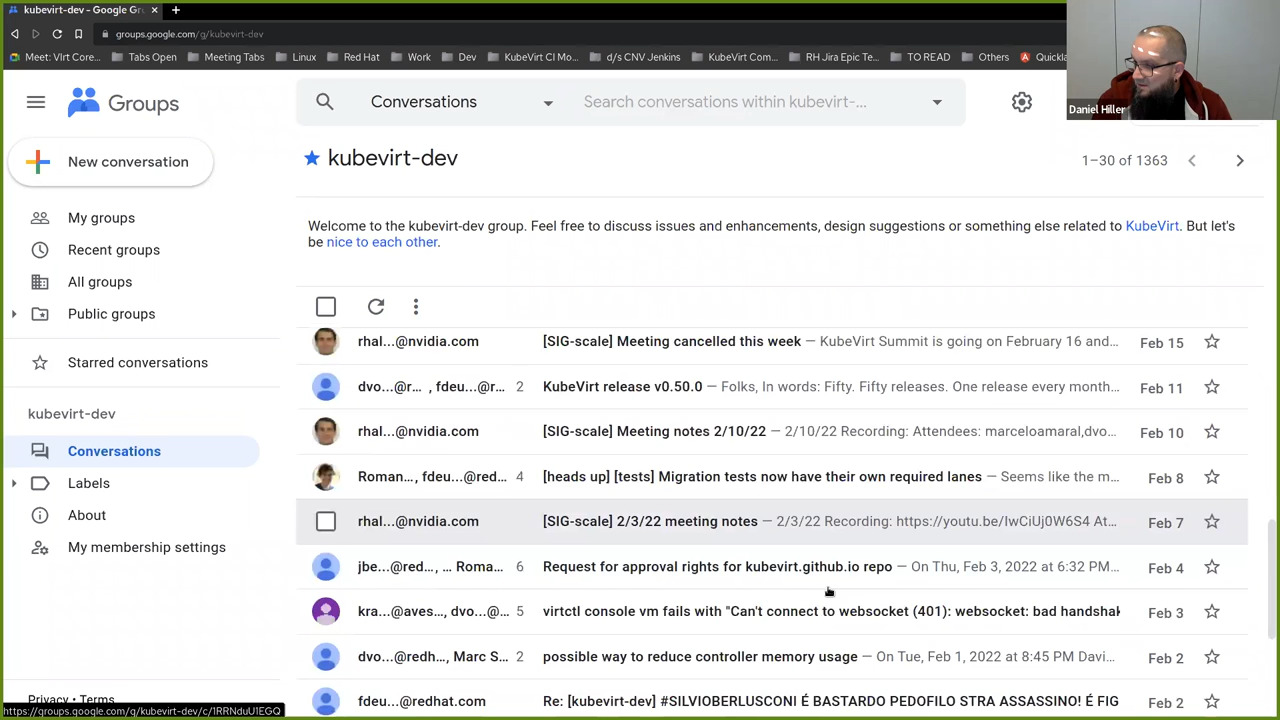 kubevirt-dev – Google Gr
groups.google.com/g/kubevirt-dev
Meet: VIrt Core... Tabs Open Meeting Tabs Linux Red Hat Work Dev KubeVirt CI Mo... d/s CNV Jenkins KubeVirt Com... RH Jira Epic Te... TO READ Others Quickla
Daniel Hiller
Groups
Conversations
Search conversations within kubevirt-...
New conversation
kubevirt-dev
1–30 of 1363
My groups
Recent groups
All groups
Public groups
Starred conversations
kubevirt-dev
Conversations
Labels
About
My membership settings
Privacy · Terms
https://groups.google.com/g/kubevirt-dev/c/1RRNduU1EGQ
Welcome to the kubevirt-dev group. Feel free to discuss issues and enhancements, design suggestions or something else related to KubeVirt. But let's
be nice to each other.
rhal...@nvidia.com [SIG-scale] Meeting cancelled this week — KubeVirt Summit is going on February 16 and... Feb 15
dvo...@r... , fdeu...@r... 2 KubeVirt release v0.50.0 — Folks, In words: Fifty. Fifty releases. One release every month... Feb 11
rhal...@nvidia.com [SIG-scale] Meeting notes 2/10/22 — 2/10/22 Recording: Attendees: marceloamaral,dvo... Feb 10
Roman..., fdeu...@red... 4 [heads up] [tests] Migration tests now have their own required lanes — Seems like the m... Feb 8
rhal...@nvidia.com [SIG-scale] 2/3/22 meeting notes — 2/3/22 Recording: https://youtu.be/IwCiUj0W6S4 At... Feb 7
jbe...@red..., ... Roma... 6 Request for approval rights for kubevirt.github.io repo — On Thu, Feb 3, 2022 at 6:32 PM... Feb 4
kra...@aves..., dvo...@... 5 virtctl console vm fails with "Can't connect to websocket (401): websocket: bad handshak Feb 3
dvo...@redh..., Marc S... 2 possible way to reduce controller memory usage — On Tue, Feb 1, 2022 at 8:45 PM Davi... Feb 2
fdeu...@redhat.com Re: [kubevirt-dev] #SILVIOBERLUSCONI É BASTARDO PEDOFILO STRA ASSASSINO! É FIG Feb 2